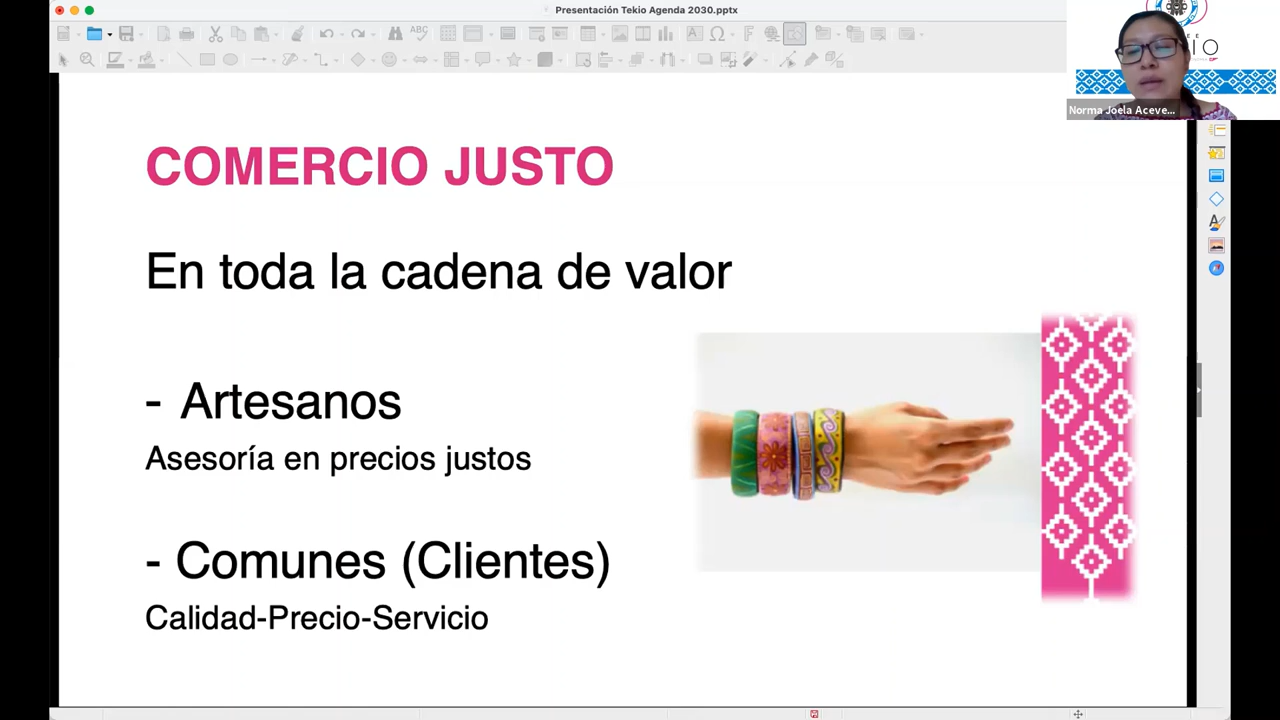 Presentación Tekio Agenda 2030.pptx
ABC
Norma Joela Aceve...
COMERCIO JUSTO
En toda la cadena de valor
- Artesanos
Asesoría en precios justos
- Comunes (Clientes)
Calidad-Precio-Servicio